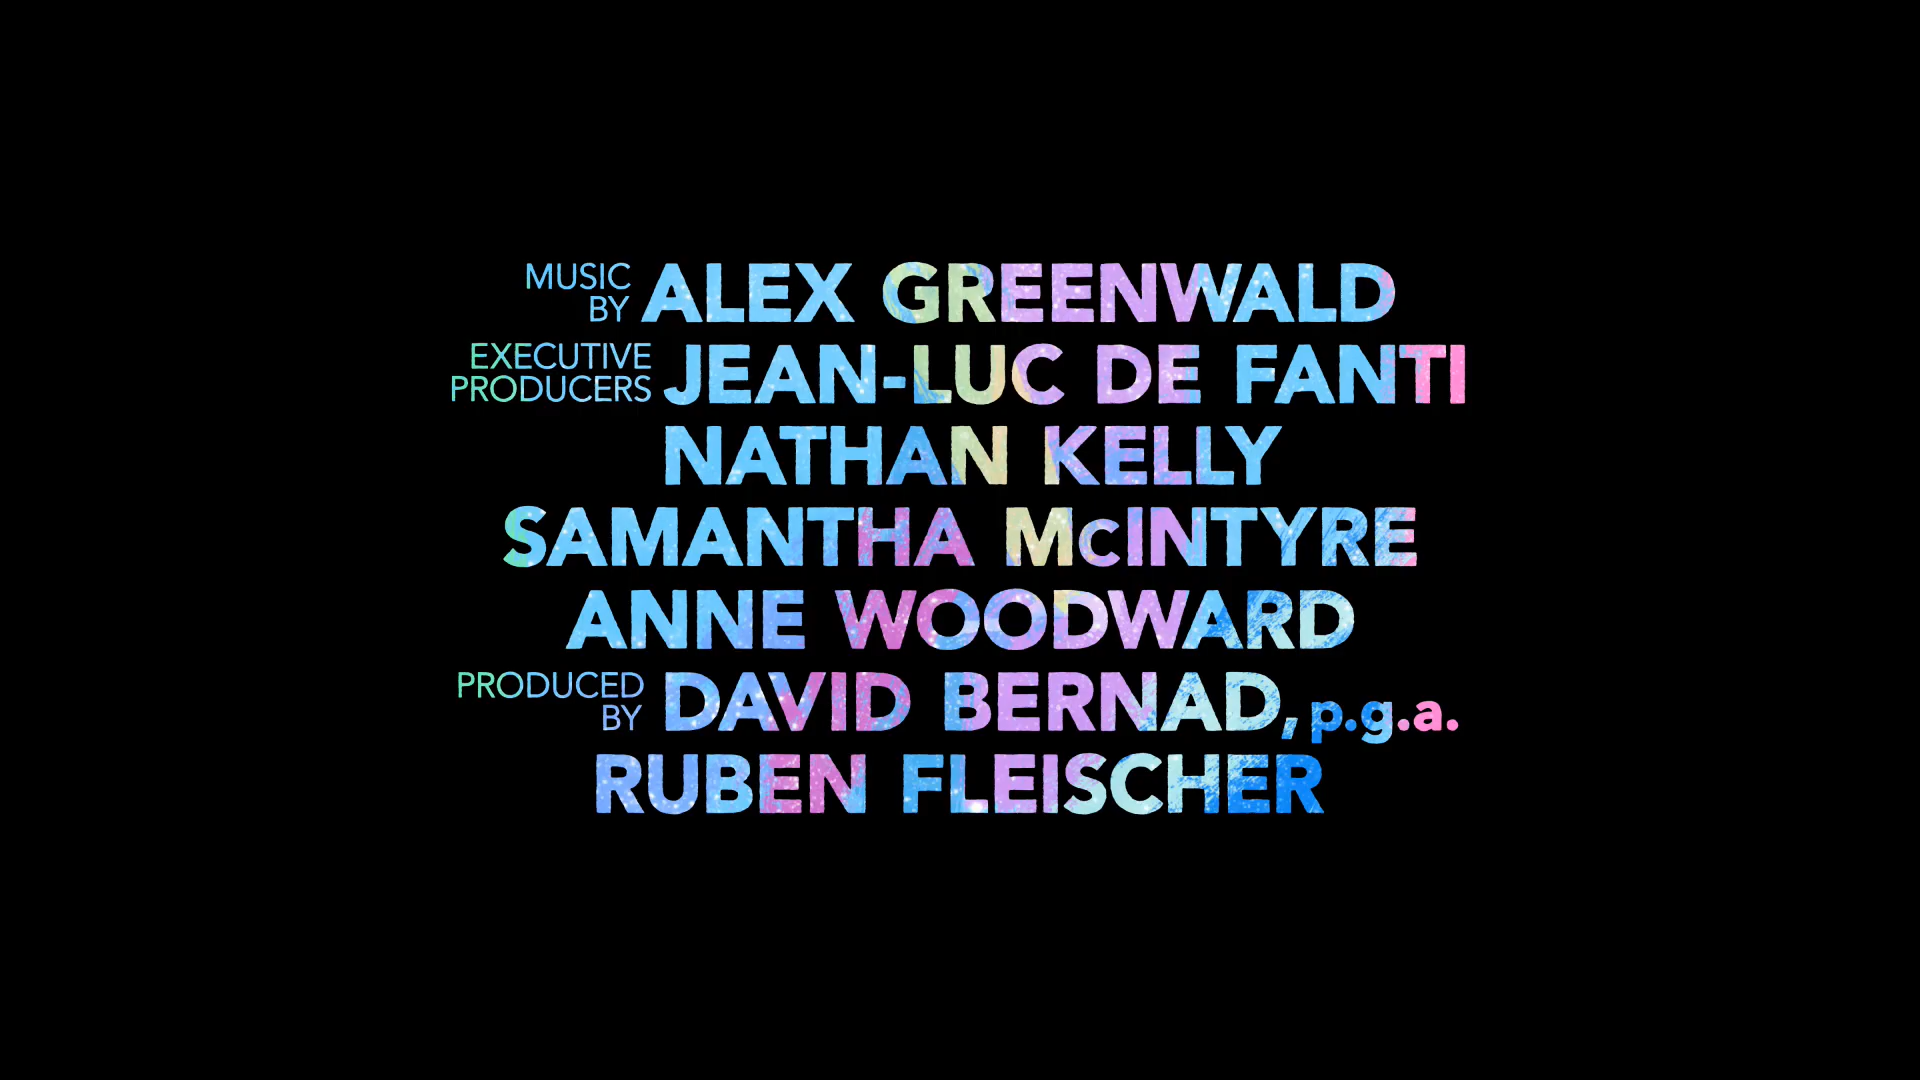 MUSIC BY ALEX GREENWALD
EXECUTIVE PRODUCERS JEAN-LUC DE FANTI
NATHAN KELLY
SAMANTHA McINTYRE
ANNE WOODWARD
PRODUCED BY DAVID BERNAD, p.g.a.
RUBEN FLEISCHER